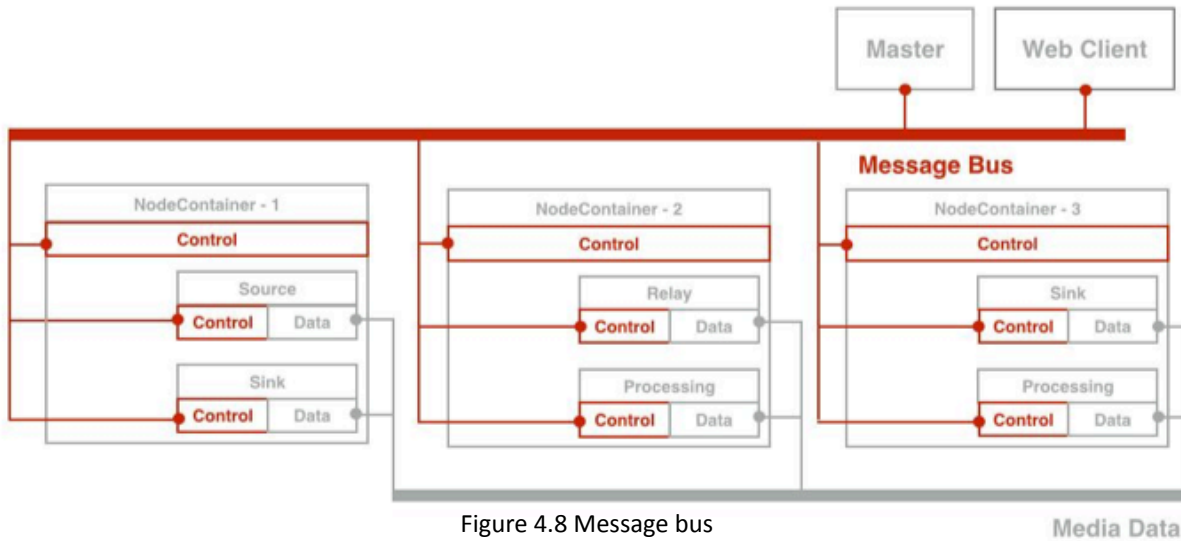 Master
Web Client
Message Bus
NodeContainer - 1
Control
Source
Control Data
Sink
Control Data
NodeContainer - 2
Control
Relay
Control Data
Processing
Control Data
NodeContainer - 3
Control
Sink
Control Data
Processing
Control Data
Figure 4.8 Message bus
Media Data